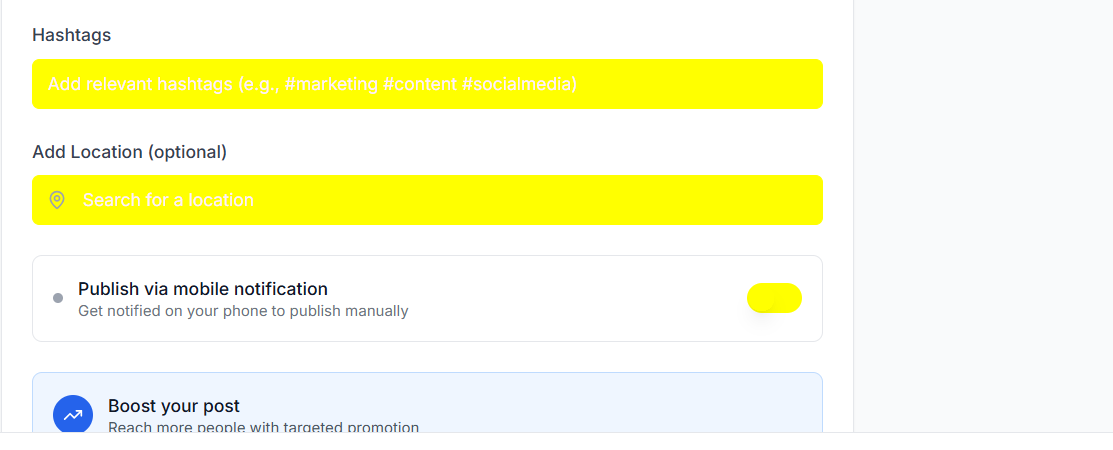 Hashtags
Add relevant hashtags (e.g., #marketing #content #socialmedia)
Add Location (optional)
Search for a location
Publish via mobile notification
Get notified on your phone to publish manually
Boost your post
Reach more people with targeted promotion